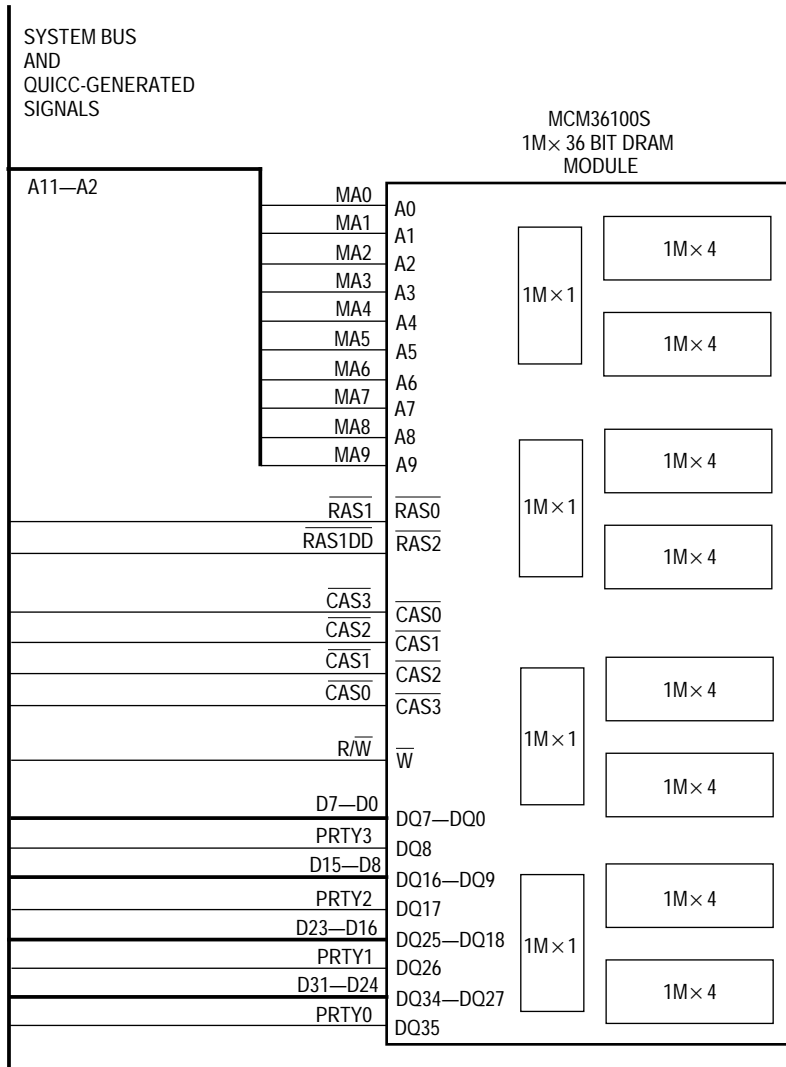 SYSTEM BUS
AND
QUICC-GENERATED
SIGNALS
MCM36100S
1M× 36 BIT DRAM
MODULE
A11—A2
MA0
A0
MA1
A1
MA2
A2
MA3
A3
MA4
A4
MA5
A5
MA6
A6
MA7
A7
MA8
A8
MA9
A9
RAS1
RAS0
RAS1DD
RAS2
CAS3
CAS0
CAS2
CAS1
CAS1
CAS2
CAS0
CAS3
R/W
W
D7—D0
DQ7—DQ0
PRTY3
DQ8
D15—D8
DQ16—DQ9
PRTY2
DQ17
D23—D16
DQ25—DQ18
PRTY1
DQ26
D31—D24
DQ34—DQ27
PRTY0
DQ35
1M× 1
1M× 4
1M× 4
1M× 1
1M× 4
1M× 4
1M× 1
1M× 4
1M× 4
1M× 1
1M× 4
1M× 4